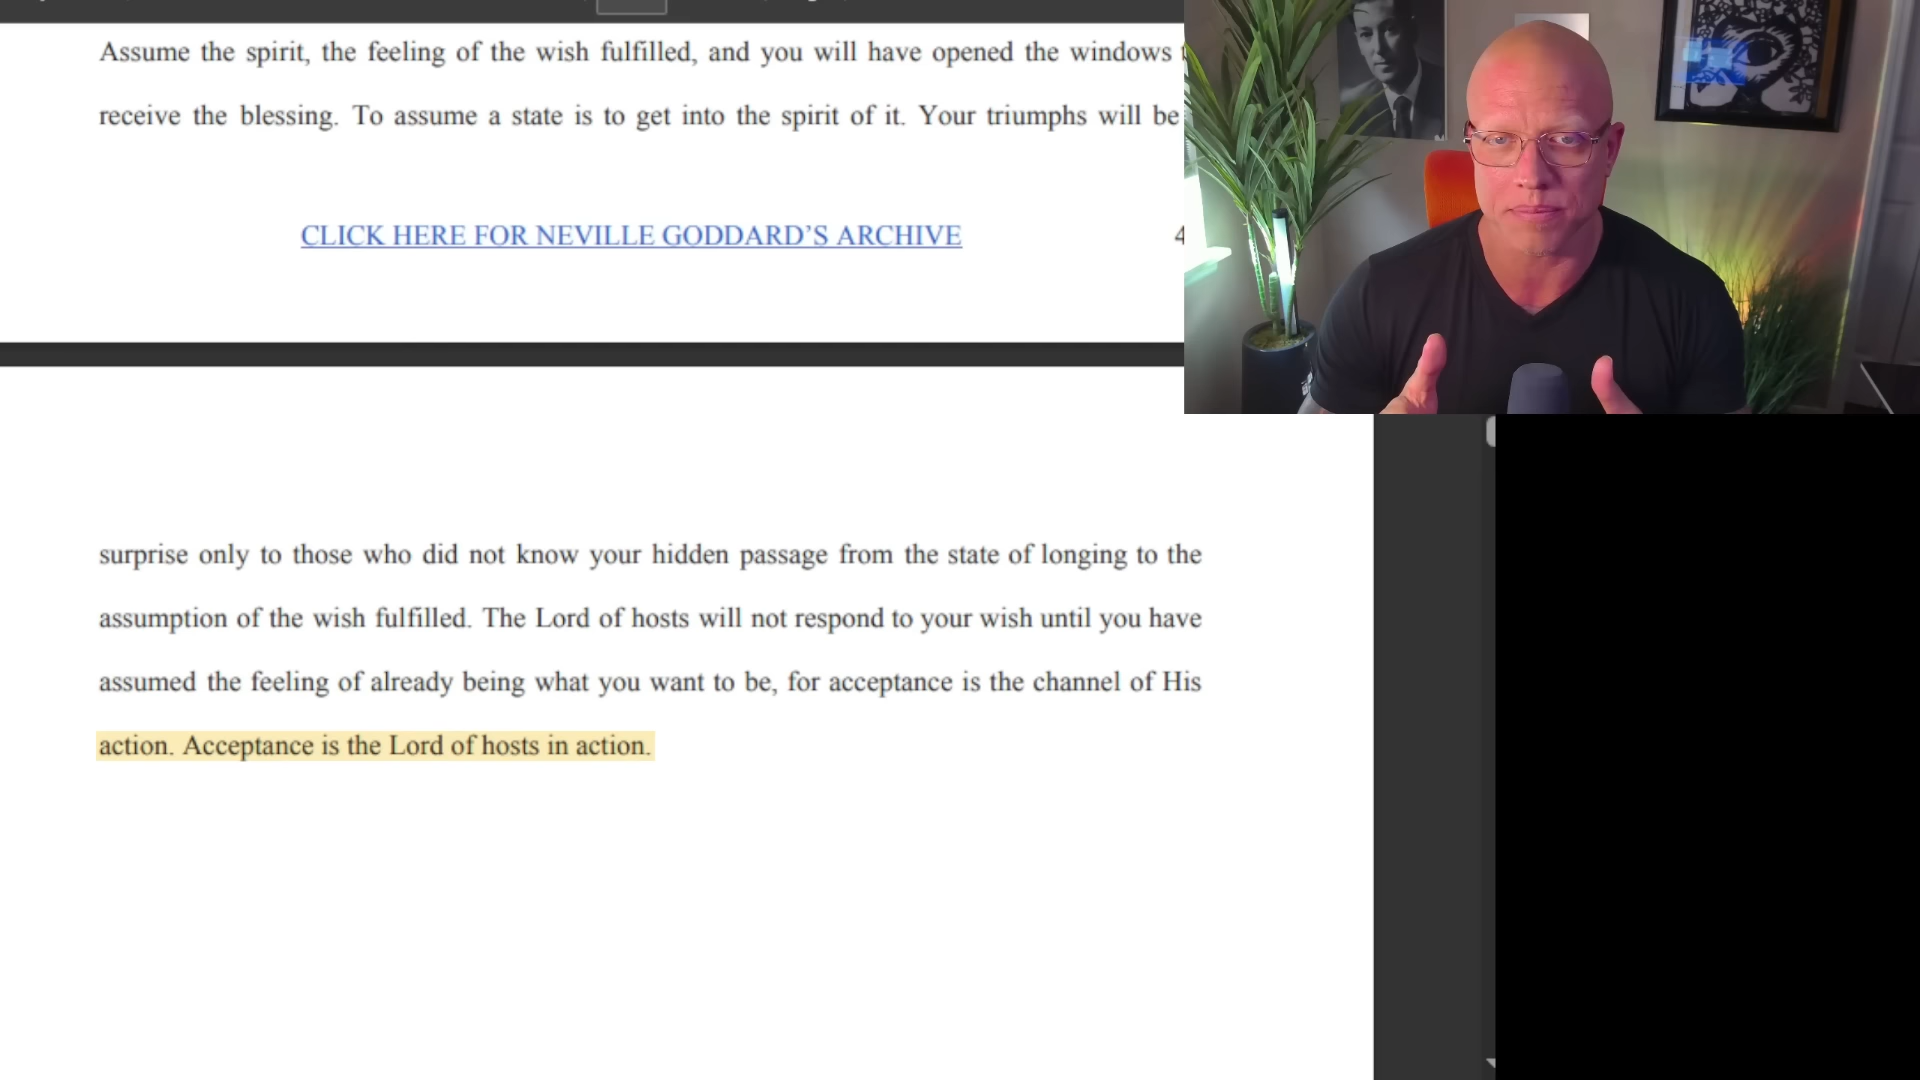 Assume the spirit, the feeling of the wish fulfilled, and you will have opened the windows
receive the blessing. To assume a state is to get into the spirit of it. Your triumphs will be
CLICK HERE FOR NEVILLE GODDARD’S ARCHIVE
4
surprise only to those who did not know your hidden passage from the state of longing to the
assumption of the wish fulfilled. The Lord of hosts will not respond to your wish until you have
assumed the feeling of already being what you want to be, for acceptance is the channel of His
action. Acceptance is the Lord of hosts in action.